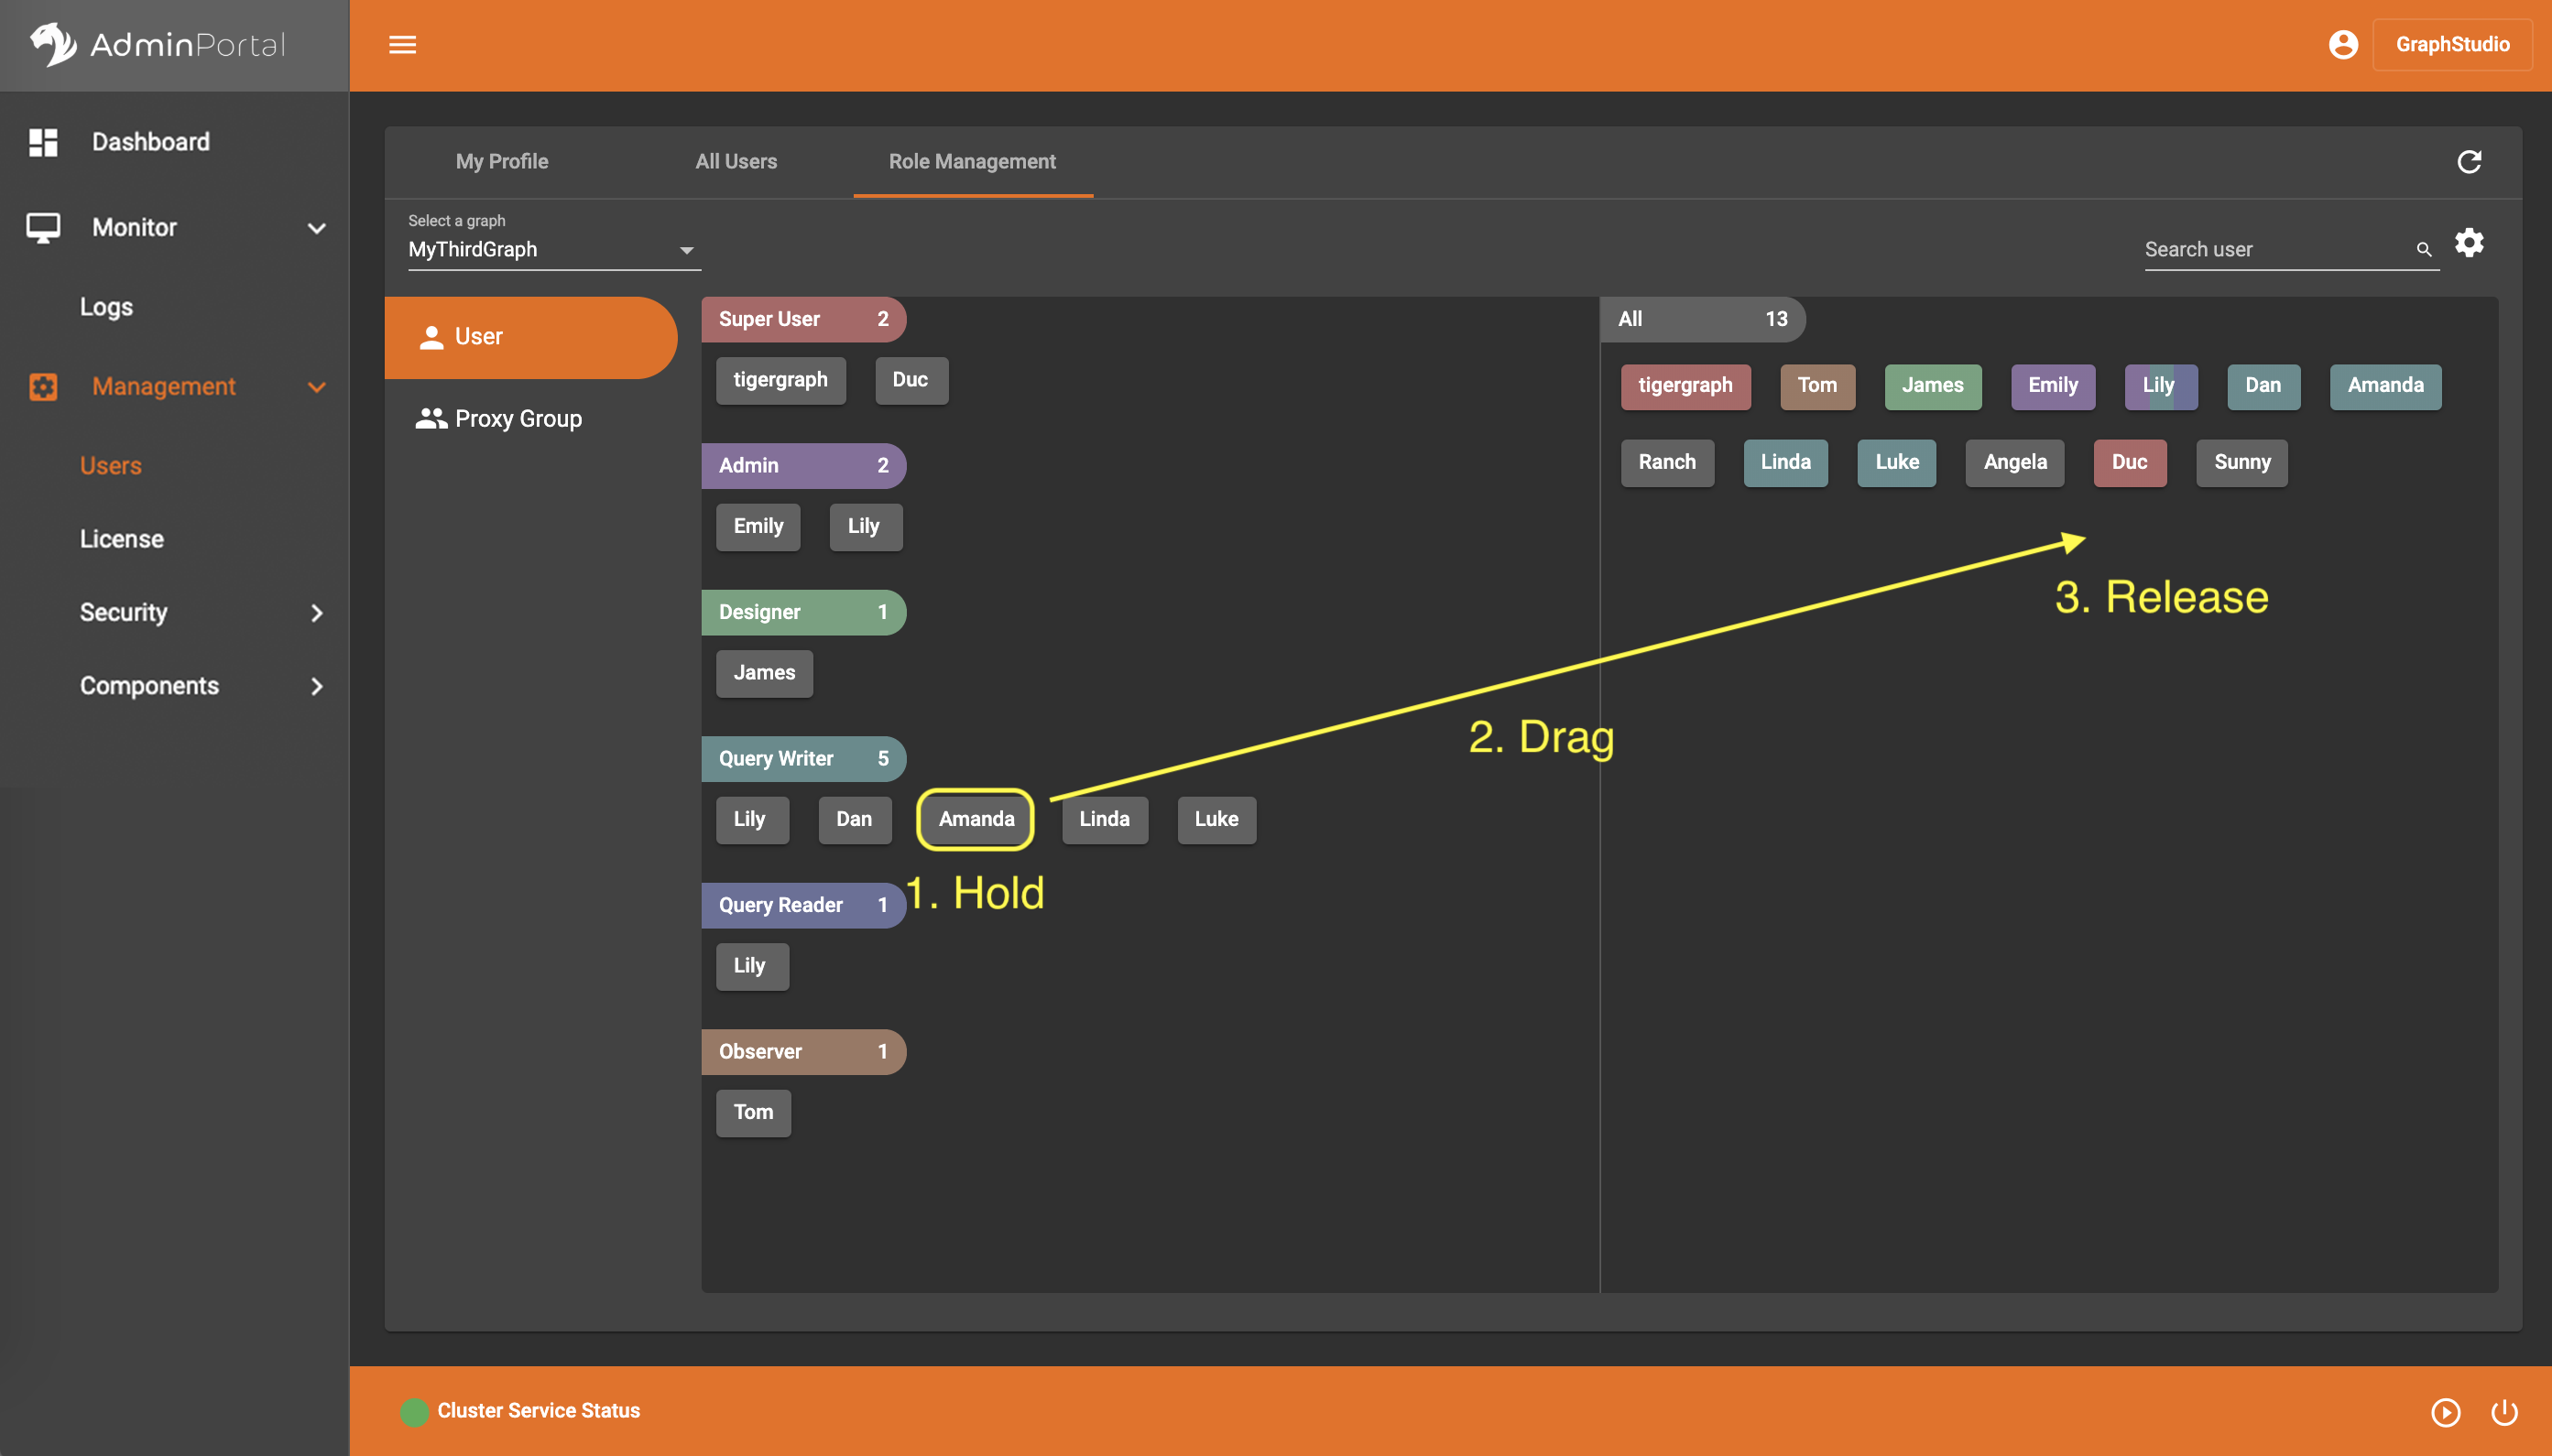 AdminPortal
GraphStudio
Dashboard
Monitor
Logs
Management
Users
License
Security
Components
My Profile
All Users
Role Management
Select a graph
MyThirdGraph
Search user
User
Proxy Group
Super User 2
tigergraph Duc
Admin 2
Emily Lily
Designer 1
James
Query Writer 5
Lily Dan Amanda Linda Luke
1. Hold
Query Reader 1
Lily
Observer 1
Tom
2. Drag
All 13
tigergraph Tom James Emily Lily Dan Amanda
Ranch Linda Luke Angela Duc Sunny
3. Release
Cluster Service Status